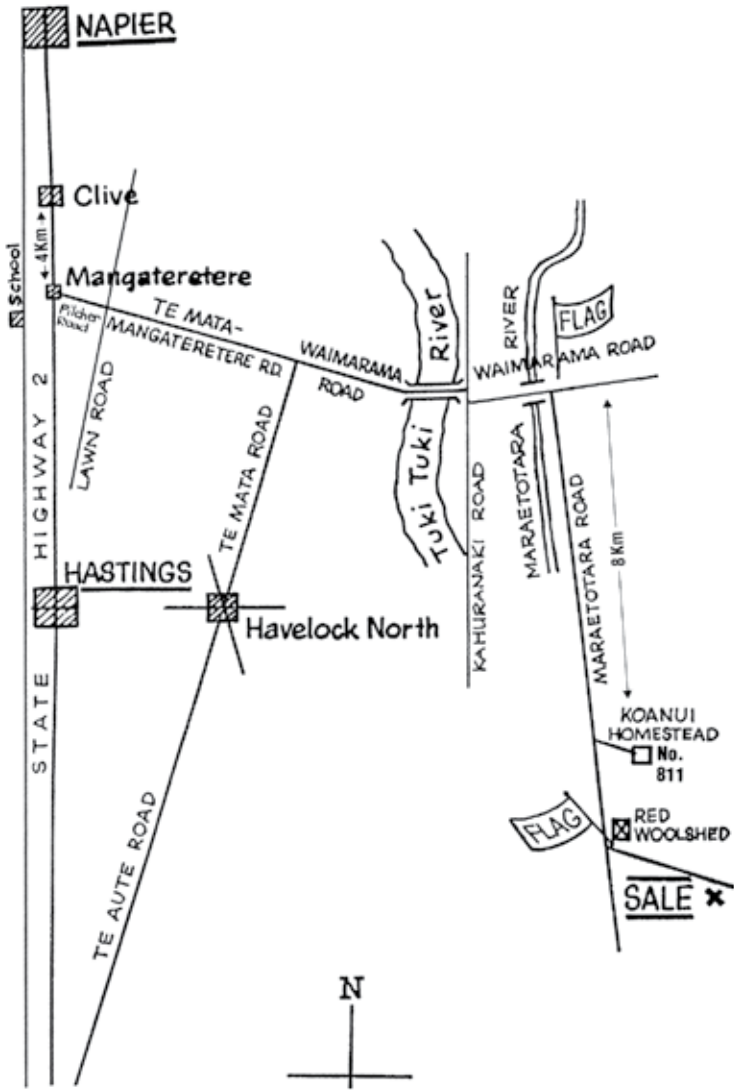 NAPIER
Clive
4Km
School
Mangateretere
Pilcher
Road
TE MATA-
MANGATERETERE RD.
WAIMARAMA
ROAD
River
Tuki Tuki
RIVER
MARAETOTARA
FLAG
WAIMARAMA ROAD
LAWN ROAD
STATE HIGHWAY 2
TE MATA ROAD
KAHURANAKI ROAD
MARAETOTARA ROAD
8Km
HASTINGS
Havelock North
TE AUTE ROAD
KOANUI
HOMESTEAD
No.
811
FLAG
RED
WOOLSHED
SALE
N